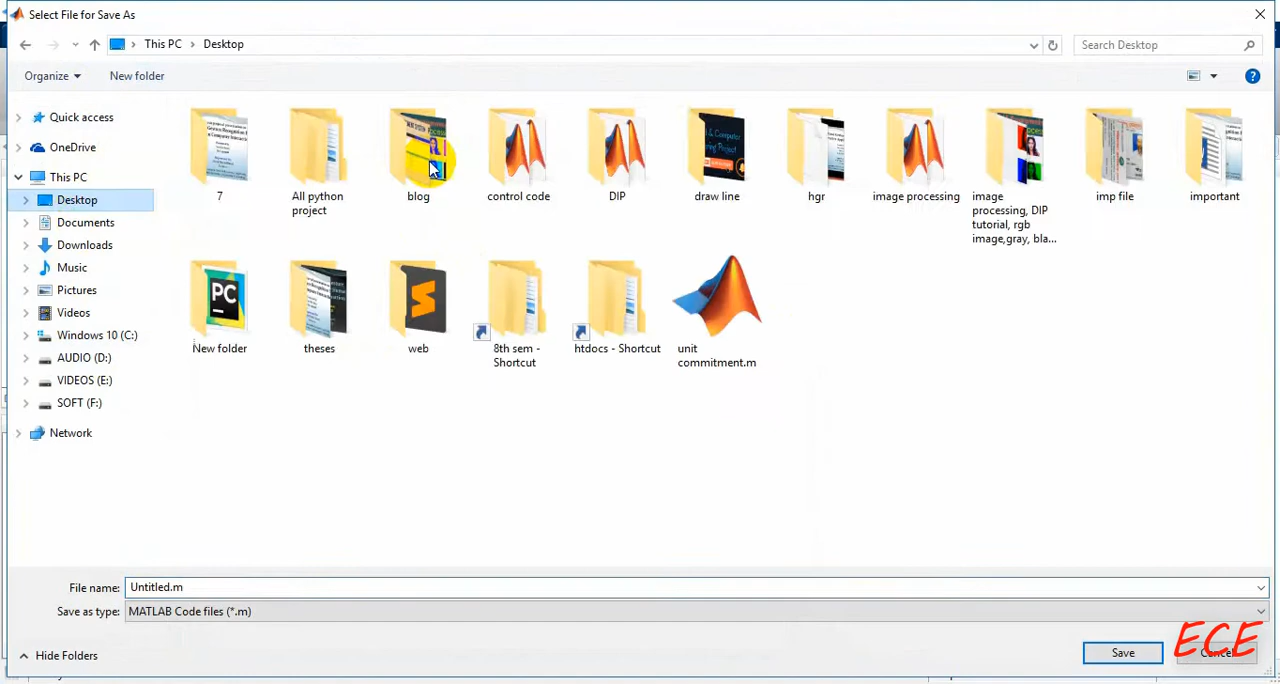 Select File for Save As
This PC
Desktop
Search Desktop
Organize
New folder
Quick access
OneDrive
This PC
Desktop
Documents
Downloads
Music
Pictures
Videos
Windows 10 (C:)
AUDIO (D:)
VIDEOS (E:)
SOFT (F:)
Network
7
All python
project
blog
control code
DIP
draw line
hgr
image processing
image
processing, DIP
tutorial, rgb
image,gray, bla...
imp file
important
New folder
theses
web
8th sem -
Shortcut
htdocs - Shortcut
unit
commitment.m
File name:
Untitled.m
Save as type:
MATLAB Code files (*.m)
Hide Folders
Save
Cancel
ECE